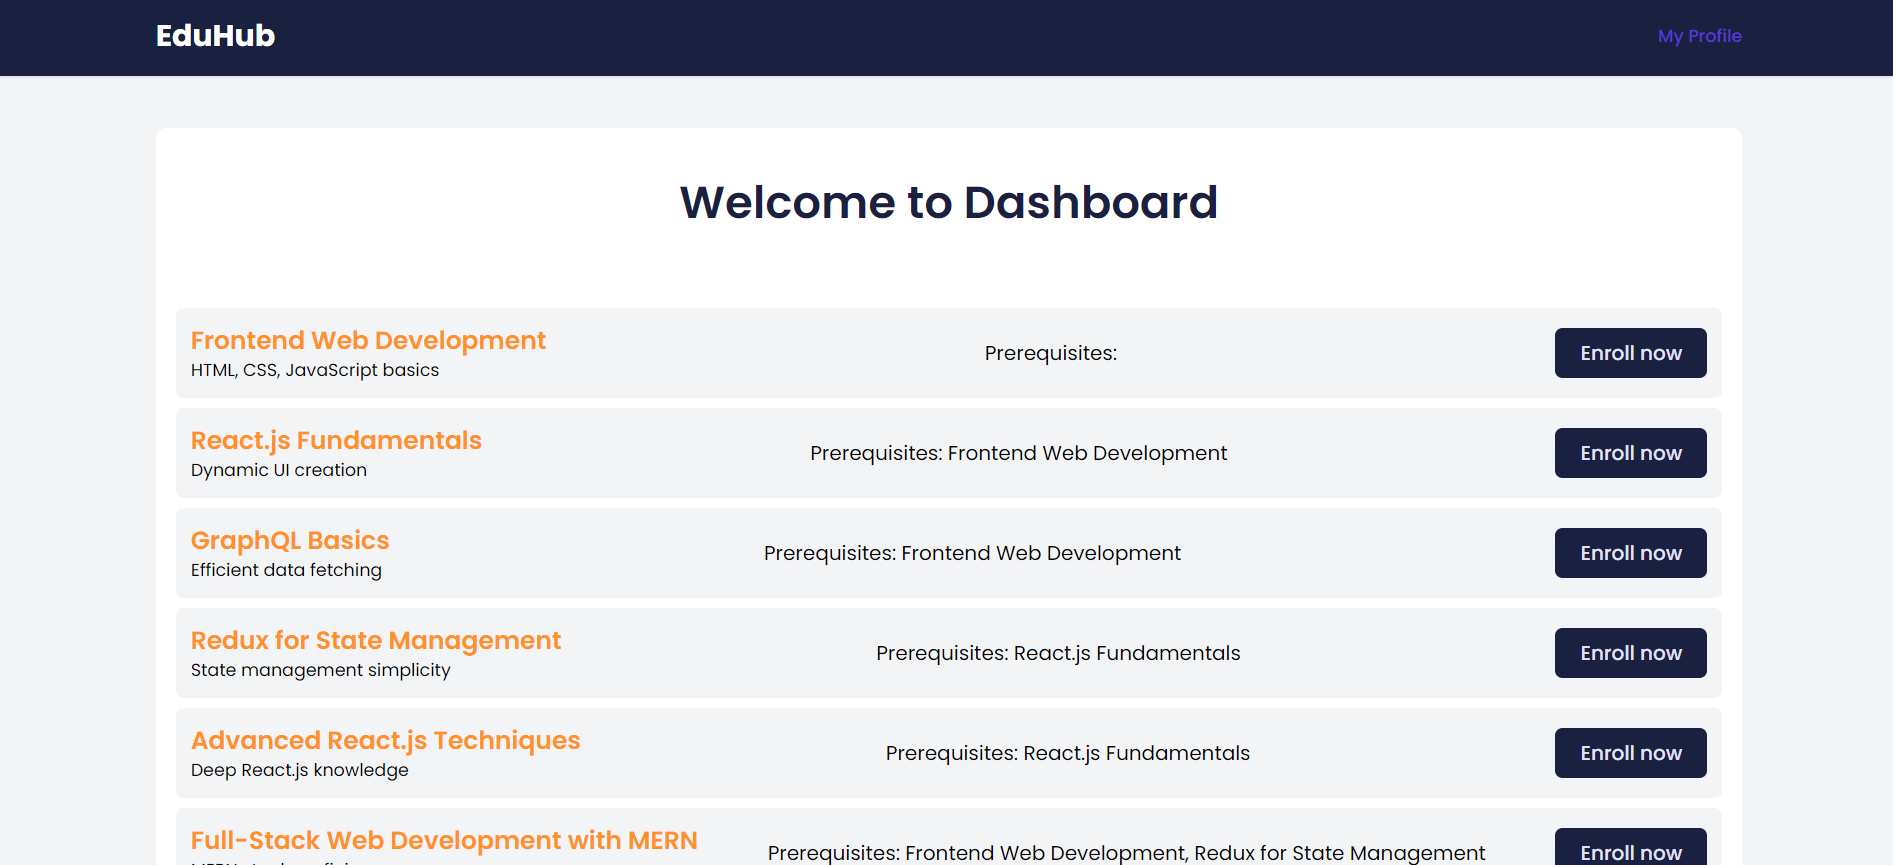 EduHub
My Profile
Welcome to Dashboard
Frontend Web Development
HTML, CSS, JavaScript basics
Prerequisites:
Enroll now
React.js Fundamentals
Dynamic UI creation
Prerequisites: Frontend Web Development
Enroll now
GraphQL Basics
Efficient data fetching
Prerequisites: Frontend Web Development
Enroll now
Redux for State Management
State management simplicity
Prerequisites: React.js Fundamentals
Enroll now
Advanced React.js Techniques
Deep React.js knowledge
Prerequisites: React.js Fundamentals
Enroll now
Full-Stack Web Development with MERN
Prerequisites: Frontend Web Development, Redux for State Management
Enroll now